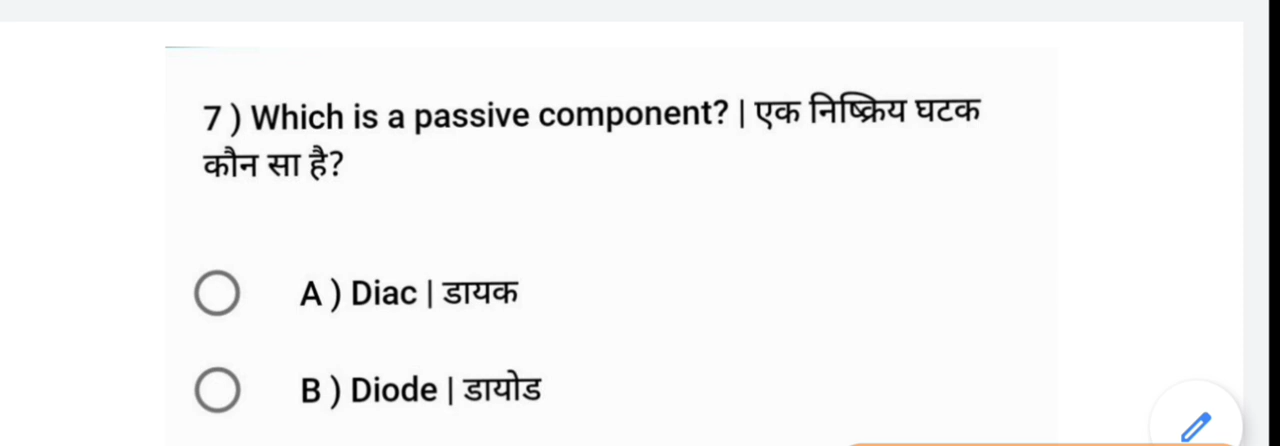 7 ) Which is a passive component? | एक निष्क्रिय घटक
कौन सा है?
A ) Diac | डायक
B ) Diode | डायोड